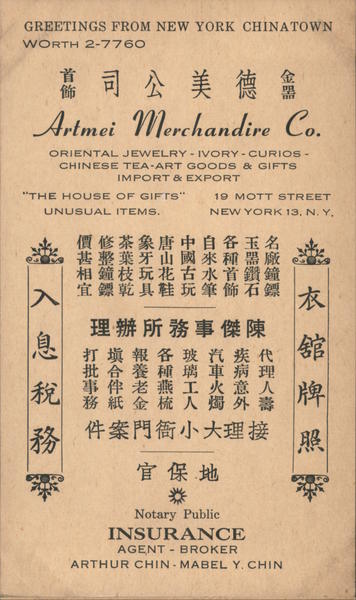 GREETINGS FROM NEW YORK CHINATOWN
WORTH 2-7760
金器 德美公司 首飾
Artmei Merchandise Co.
ORIENTAL JEWELRY - IVORY - CURIOS -
CHINESE TEA-ART GOODS & GIFTS
IMPORT & EXPORT
"THE HOUSE OF GIFTS" 19 MOTT STREET
UNUSUAL ITEMS. NEW YORK 13, N. Y.
衣舘牌照
名廠鐘鏢
玉器鑽石
各種首飾
自來水筆
中國古玩
唐山花鞋
象牙玩具
茶葉枝乾
修整鐘鏢
價甚相宜
陳傑事務所辦理
代理人壽
疾病意外
汽車火燭
玻璃工人
各種燕梳
報養老金
塡合伴紙
打批事務
接理大小衙門案件
入息稅務
地保官
Notary Public
INSURANCE
AGENT - BROKER
ARTHUR CHIN - MABEL Y. CHIN